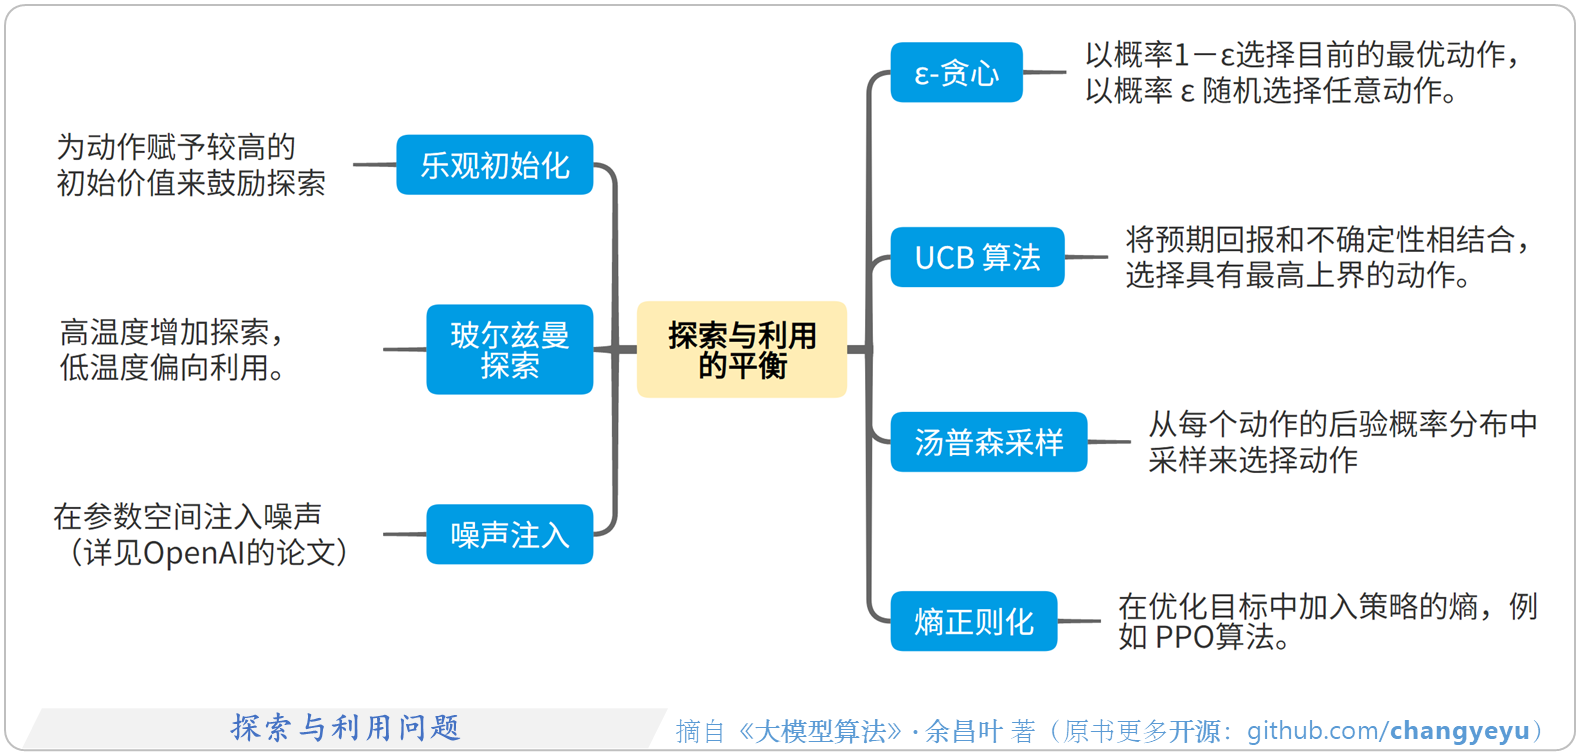 乐观初始化
为动作赋予较高的
初始价值来鼓励探索
玻尔兹曼
探索
高温度增加探索，
低温度偏向利用。
噪声注入
在参数空间注入噪声
（详见OpenAI的论文）
探索与利用
的平衡
ε-贪心
以概率1－ε选择目前的最优动作，
以概率 ε 随机选择任意动作。
UCB 算法
将预期回报和不确定性相结合，
选择具有最高上界的动作。
汤普森采样
从每个动作的后验概率分布中
采样来选择动作
熵正则化
在优化目标中加入策略的熵，例
如 PPO算法。
探索与利用问题
摘自《大模型算法》· 余昌叶 著（原书更多开源：github.com/changyeyu）